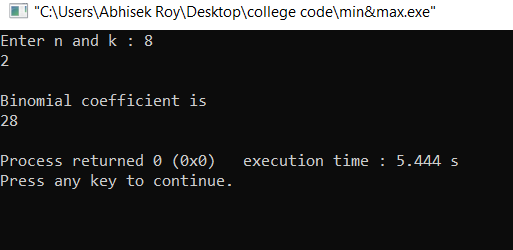 "C:\Users\Abhisek Roy\Desktop\college code\min&max.exe"
Enter n and k : 8
2
Binomial coefficient is
28
Process returned 0 (0x0)   execution time : 5.444 s
Press any key to continue.